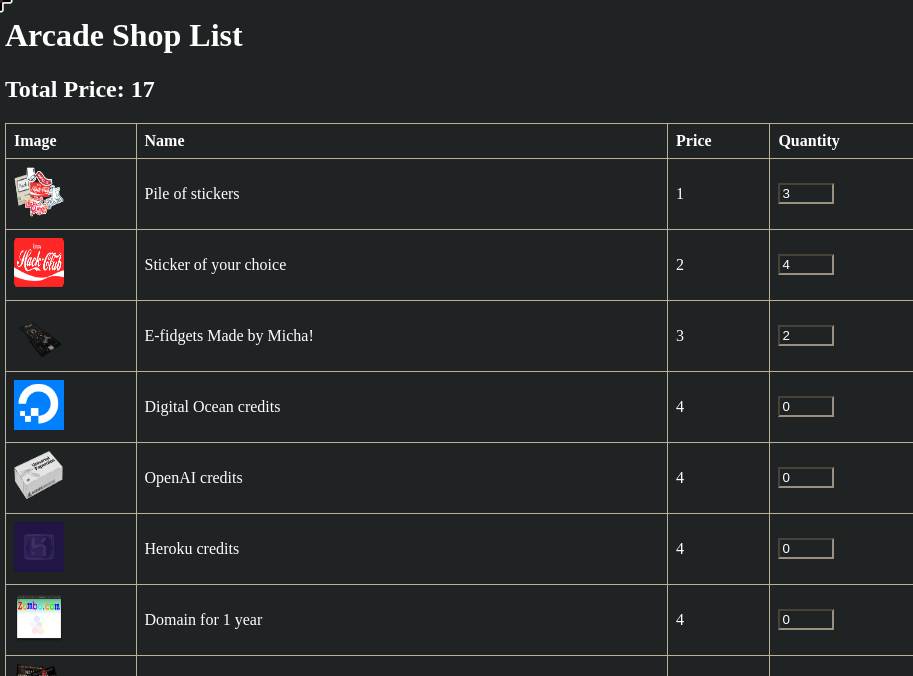 Arcade Shop List
Total Price: 17
Image Name Price Quantity
Pile of stickers 1 3
Enjoy
Hack Club
Sticker of your choice 2 4
E-fidgets Made by Micha! 3 2
Digital Ocean credits 4 0
OpenAI credits 4 0
Heroku credits 4 0
Zombo.com
Domain for 1 year 4 0